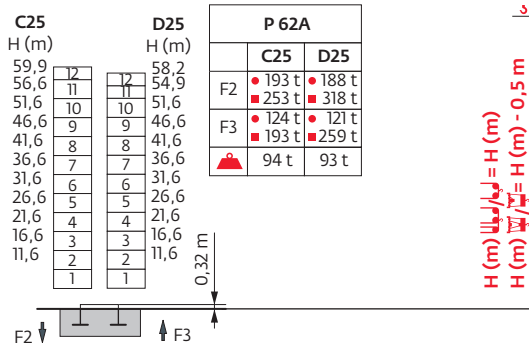 C25
H (m)
59,9
56,6
51,6
46,6
41,6
36,6
31,6
26,6
21,6
16,6
11,6
12
11
10
9
8
7
6
5
4
3
2
1
12
11
10
9
8
7
6
5
4
3
2
1
D25
H (m)
58,2
54,9
51,6
46,6
41,6
36,6
31,6
26,6
21,6
16,6
11,6
P 62A
C25 D25
F2 ● 193 t ● 188 t
■ 253 t ■ 318 t
F3 ● 124 t ● 121 t
■ 193 t ■ 259 t
94 t 93 t
0,32 m
F2
F3
H (m) / = H (m)
H (m) / = H (m) - 0,5 m